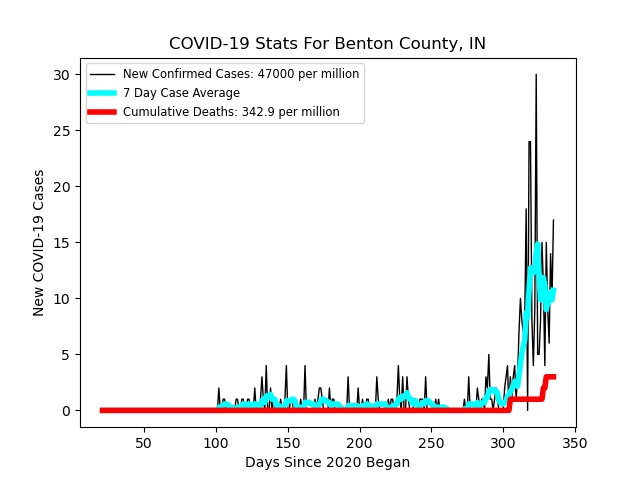 COVID-19 Stats For Benton County, IN
New Confirmed Cases: 47000 per million
7 Day Case Average
Cumulative Deaths: 342.9 per million
New COVID-19 Cases
30
25
20
15
10
5
0
50 100 150 200 250 300 350
Days Since 2020 Began